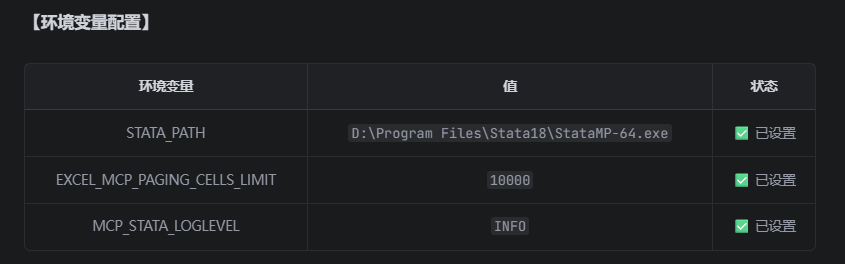 【环境变量配置】
环境变量 值 状态
STATA_PATH D:\Program Files\Stata18\StataMP-64.exe ✅ 已设置
EXCEL_MCP_PAGING_CELLS_LIMIT 10000 ✅ 已设置
MCP_STATA_LOGLEVEL INFO ✅ 已设置